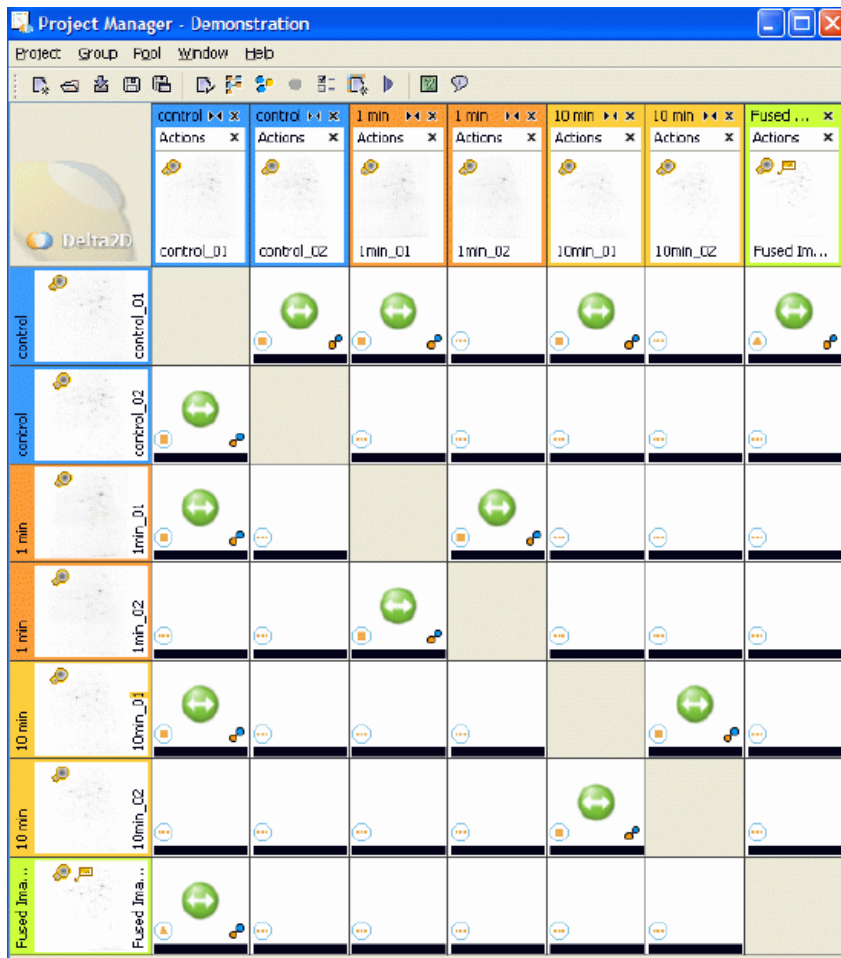 Project Manager - Demonstration
Project Group Pool Window Help
control control 1 min 1 min 10 min 10 min Fused ...
Actions Actions Actions Actions Actions Actions Actions
Delta2D
control_01 control_02 1min_01 1min_02 10min_01 10min_02 Fused Im...
control control_01
control control_02
1 min 1min_01
1 min 1min_02
10 min 10min_01
10 min 10min_02
Fused Ima... Fused Ima...